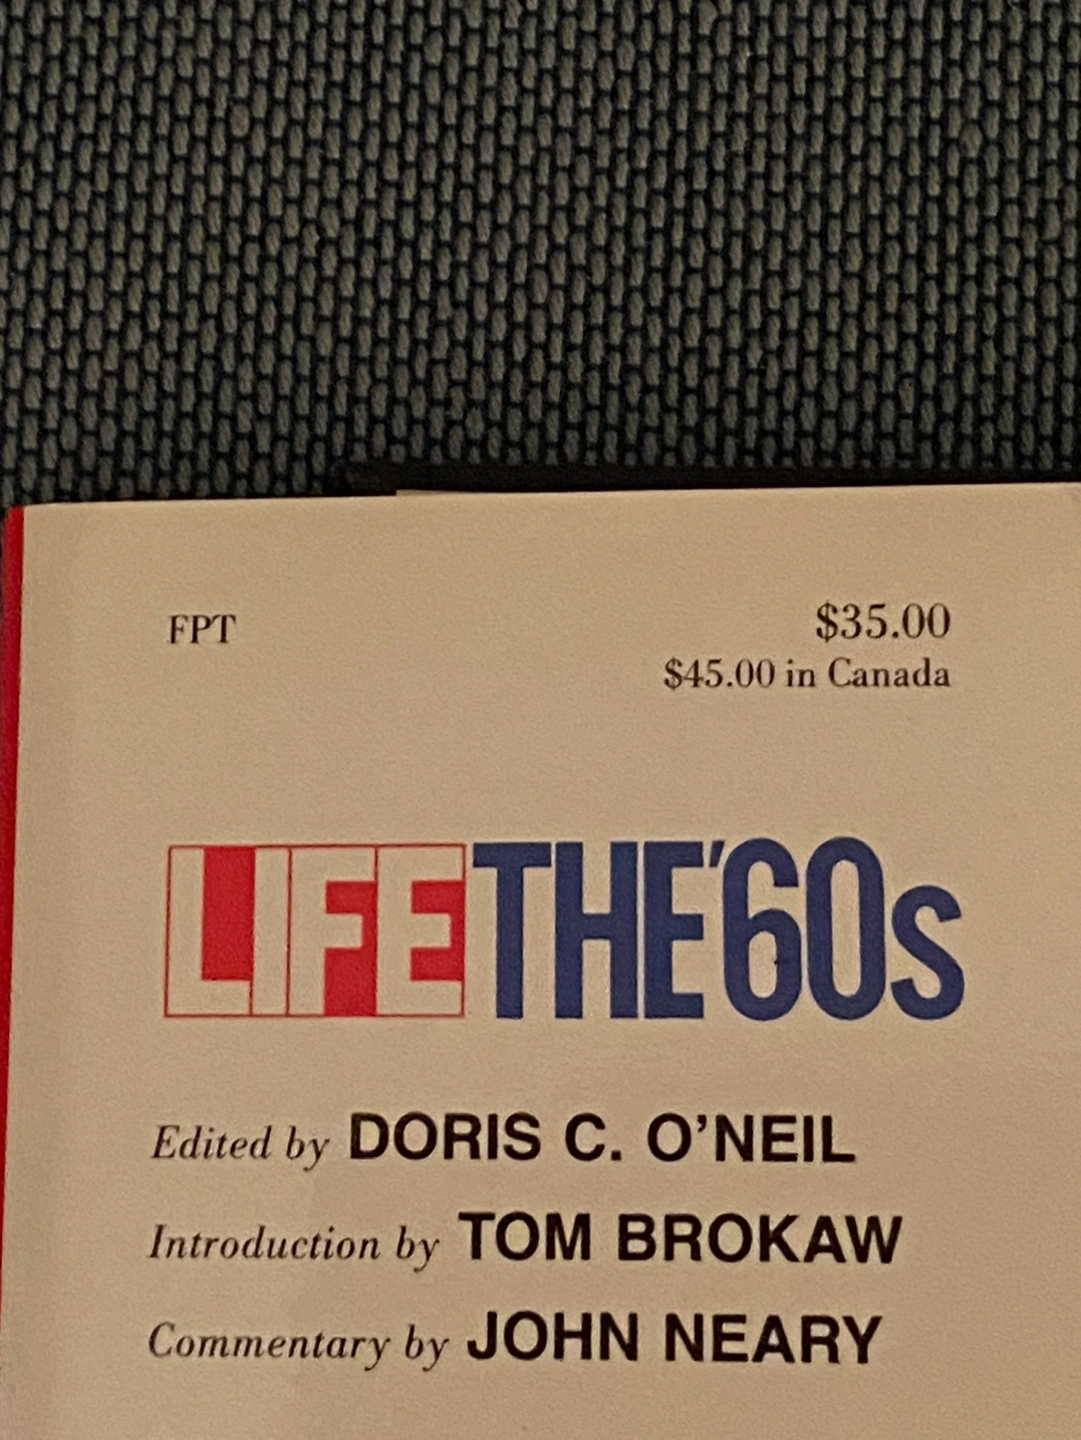 FPT
$35.00
$45.00 in Canada
LIFE THE '60s
Edited by DORIS C. O'NEIL
Introduction by TOM BROKAW
Commentary by JOHN NEARY